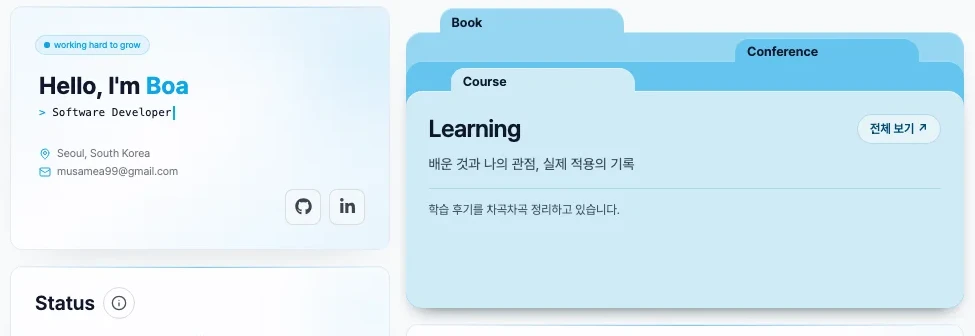 working hard to grow
Hello, I'm Boa
> Software Developer
Seoul, South Korea
musamea99@gmail.com
in
Status
Book
Conference
Course
Learning
전체 보기 ↗
배운 것과 나의 관점, 실제 적용의 기록
학습 후기를 차곡차곡 정리하고 있습니다.